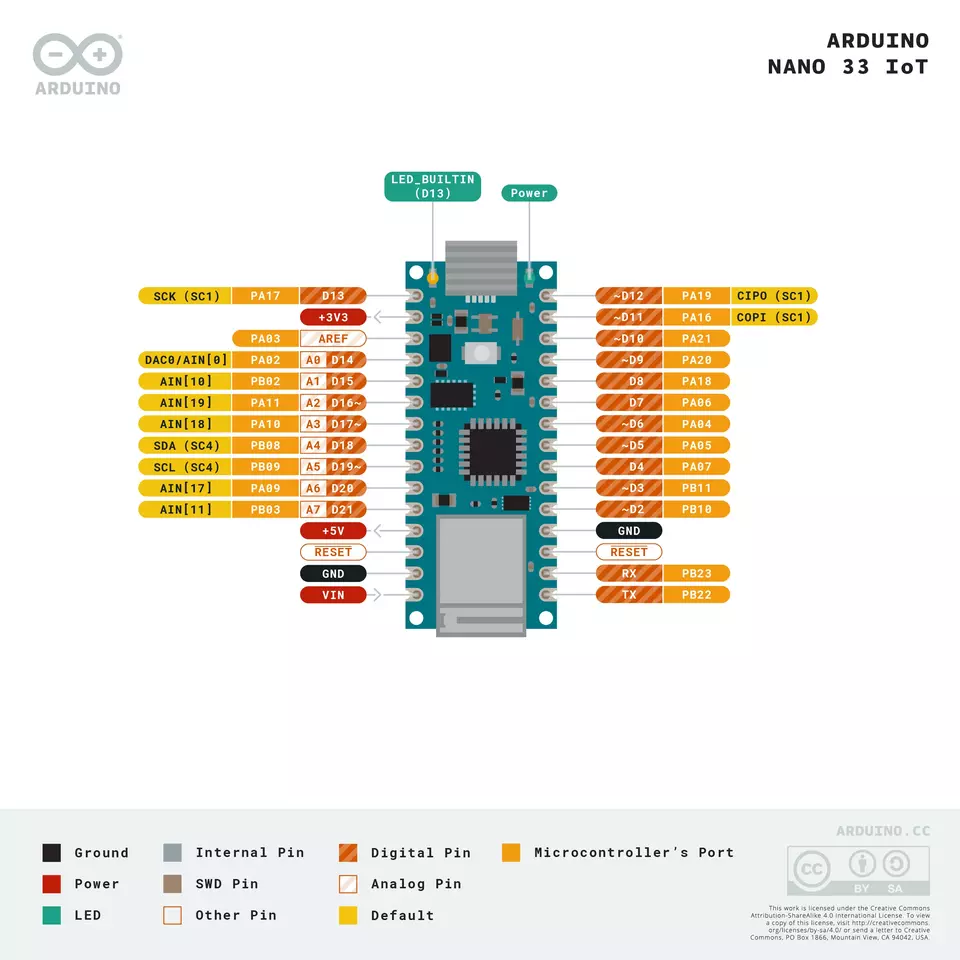 ARDUINO
ARDUINO
NANO 33 IoT
LED_BUILTIN
(D13)
Power
SCK (SC1) PA17 D13
+3V3
PA03 AREF
DAC0/AIN[0] PA02 A0 D14
AIN[10] PB02 A1 D15
AIN[19] PA11 A2 D16~
AIN[18] PA10 A3 D17~
SDA (SC4) PB08 A4 D18
SCL (SC4) PB09 A5 D19~
AIN[17] PA09 A6 D20
AIN[11] PB03 A7 D21
+5V
RESET
GND
VIN
~D12 PA19 CIPO (SC1)
~D11 PA16 COPI (SC1)
~D10 PA21
~D9 PA20
D8 PA18
D7 PA06
~D6 PA04
~D5 PA05
D4 PA07
~D3 PB11
~D2 PB10
GND
RESET
RX PB23
TX PB22
Ground
Power
LED
Internal Pin
SWD Pin
Other Pin
Digital Pin
Analog Pin
Default
Microcontroller's Port
ARDUINO.CC
cc
BY SA
This work is licensed under the Creative Commons
Attribution-ShareAlike 4.0 International License. To view
a copy of this license, visit http://creativecommons.
org/licenses/by-sa/4.0/ or send a letter to Creative
Commons, PO Box 1866, Mountain View, CA 94042, USA.